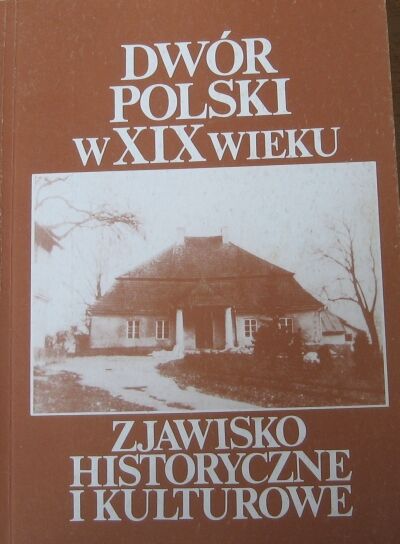 DWÓR
POLSKI
W XIX WIEKU
ZJAWISKO
HISTORYCZNE
I KULTUROWE